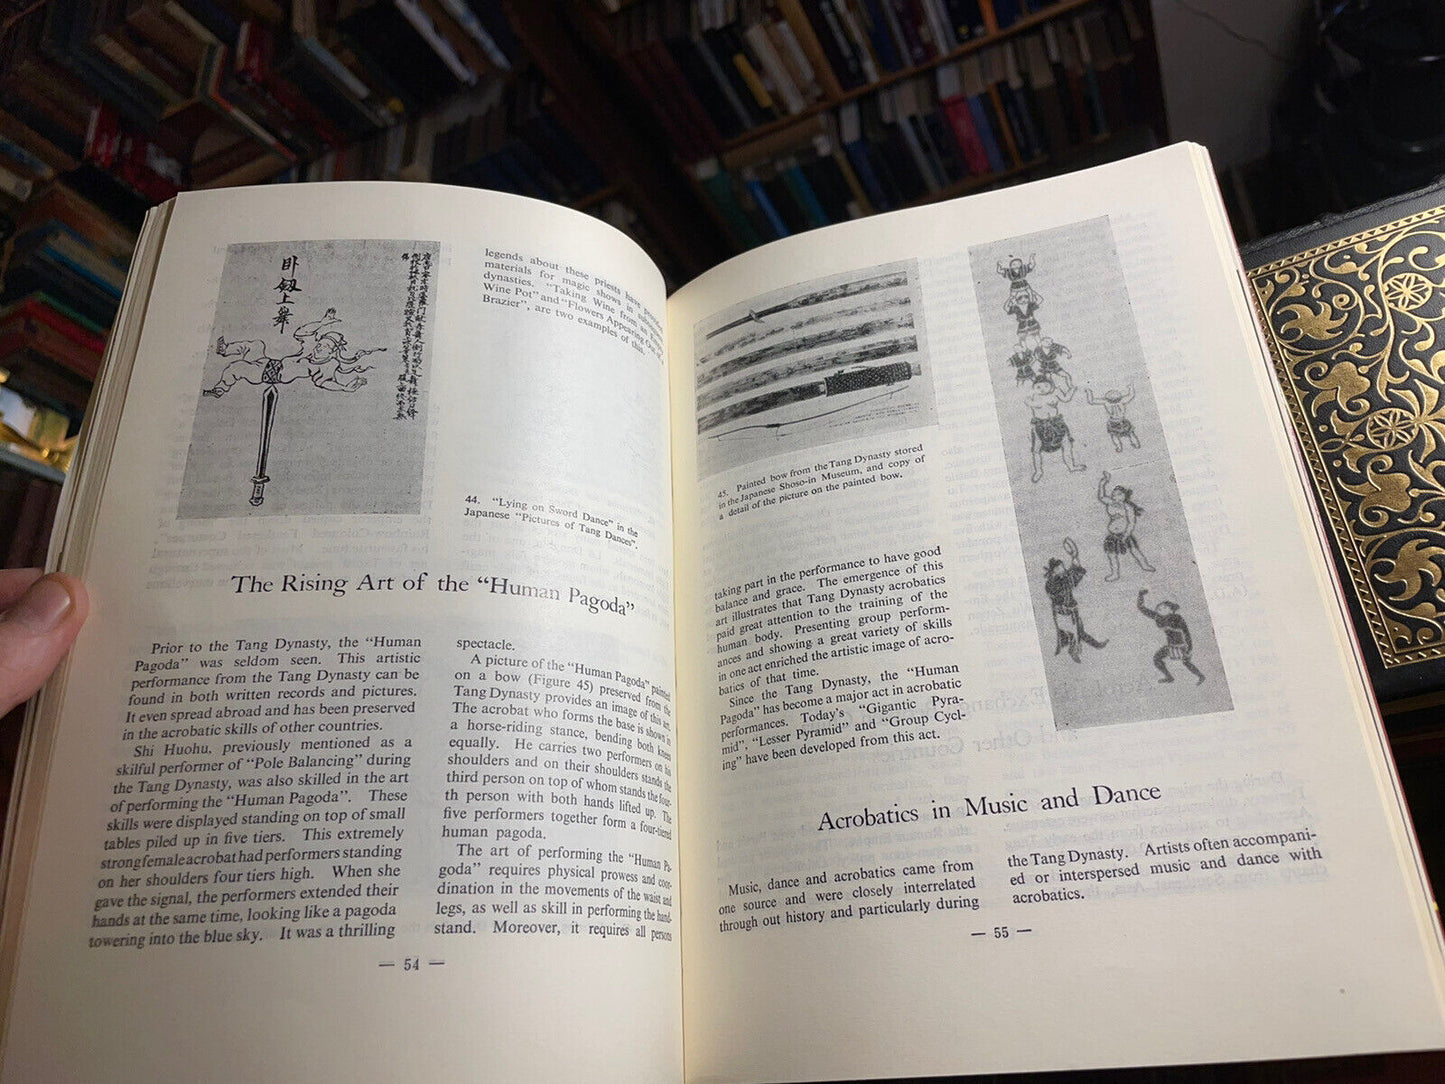 卧劔上舞
legends about these priests have
materials for magic shows in
dynasties. "Taking Wine from an Empty
Wine Pot" and "Flowers Appearing Out of a
Brazier", are two examples of this.
44. "Lying on Sword Dance" in the
Japanese "Pictures of Tang Dances".
The Rising Art of the "Human Pagoda"
Prior to the Tang Dynasty, the "Human
Pagoda" was seldom seen. This artistic
performance from the Tang Dynasty can be
found in both written records and pictures.
It even spread abroad and has been preserved
in the acrobatic skills of other countries.
Shi Huohu, previously mentioned as a
skilful performer of "Pole Balancing" during
the Tang Dynasty, was also skilled in the art
of performing the "Human Pagoda". These
skills were displayed standing on top of small
tables piled up in five tiers. This extremely
strong female acrobat had performers standing
on her shoulders four tiers high. When she
gave the signal, the performers extended their
hands at the same time, looking like a pagoda
towering into the blue sky. It was a thrilling
spectacle.
A picture of the "Human Pagoda" painted
on a bow (Figure 45) preserved from the
Tang Dynasty provides an image of this act.
The acrobat who forms the base is shown in
a horse-riding stance, bending both knees
equally. He carries two performers on his
shoulders and on their shoulders stands the
third person on top of whom stands the four-
th person with both hands lifted up. The
five performers together form a four-tiered
human pagoda.
The art of performing the "Human Pa-
goda" requires physical prowess and coor-
dination in the movements of the waist and
legs, as well as skill in performing the hand-
stand. Moreover, it requires all persons
— 54 —
45. Painted bow from the Tang Dynasty stored
in the Japanese Shoso-in Museum, and copy of
a detail of the picture on the painted bow.
taking part in the performance to have good
balance and grace. The emergence of this
art illustrates that Tang Dynasty acrobatics
paid great attention to the training of the
human body. Presenting group perform-
ances and showing a great variety of skills
in one act enriched the artistic image of acro-
batics of that time.
Since the Tang Dynasty, the "Human
Pagoda" has become a major act in acrobatic
performances. Today's "Gigantic Pyra-
mid", "Lesser Pyramid" and "Group Cycl-
ing" have been developed from this act.
Acrobatics in Music and Dance
Music, dance and acrobatics came from
one source and were closely interrelated
through out history and particularly during
the Tang Dynasty. Artists often accompani-
ed or interspersed music and dance with
acrobatics.
— 55 —